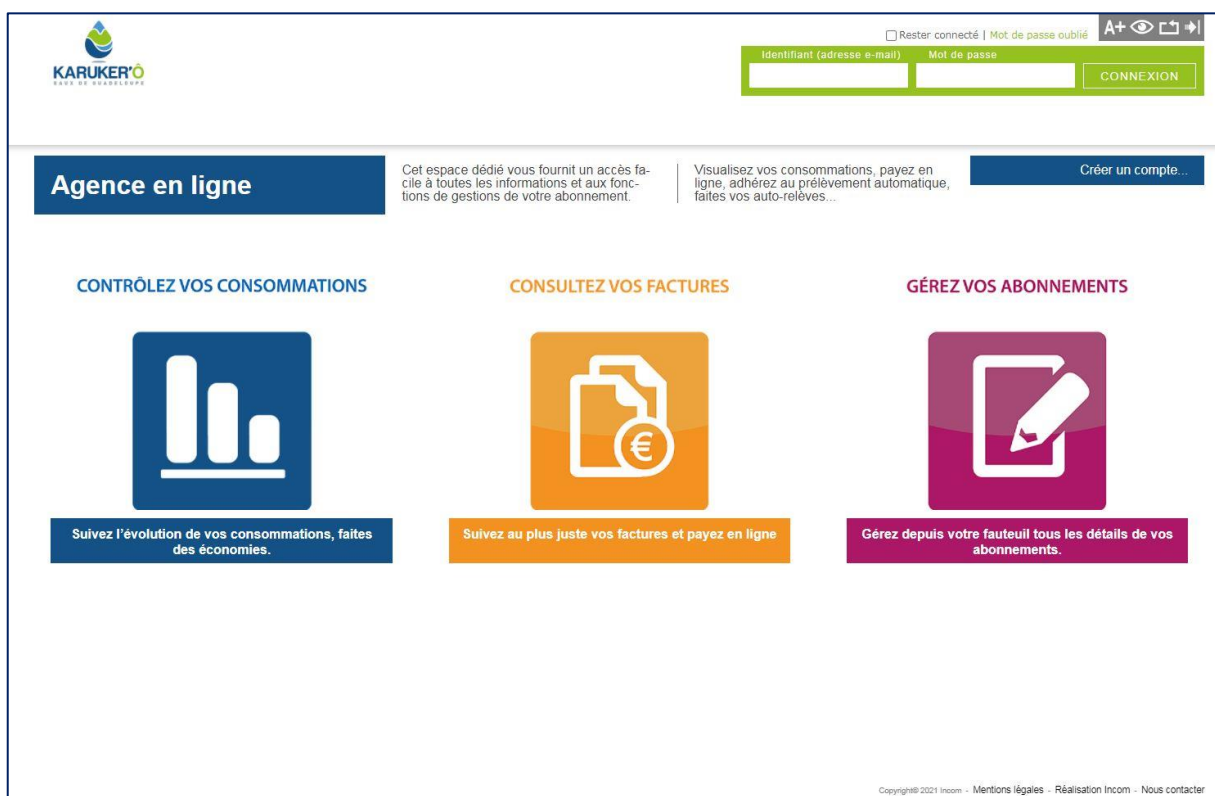 KARUKER'Ô
EAUX DE GUADELOUPE
Rester connecté | Mot de passe oublié
A+
Identifiant (adresse e-mail) Mot de passe
CONNEXION
Agence en ligne
Cet espace dédié vous fournit un accès fa-
cile à toutes les informations et aux fonc-
tions de gestions de votre abonnement.
Visualisez vos consommations, payez en
ligne, adhérez au prélèvement automatique,
faites vos auto-relèves...
Créer un compte...
CONTRÔLEZ VOS CONSOMMATIONS
CONSULTEZ VOS FACTURES
GÉREZ VOS ABONNEMENTS
€
Suivez l'évolution de vos consommations, faites
des économies.
Suivez au plus juste vos factures et payez en ligne
Gérez depuis votre fauteuil tous les détails de vos
abonnements.
Copyright® 2021 Incom - Mentions légales - Réalisation Incom - Nous contacter